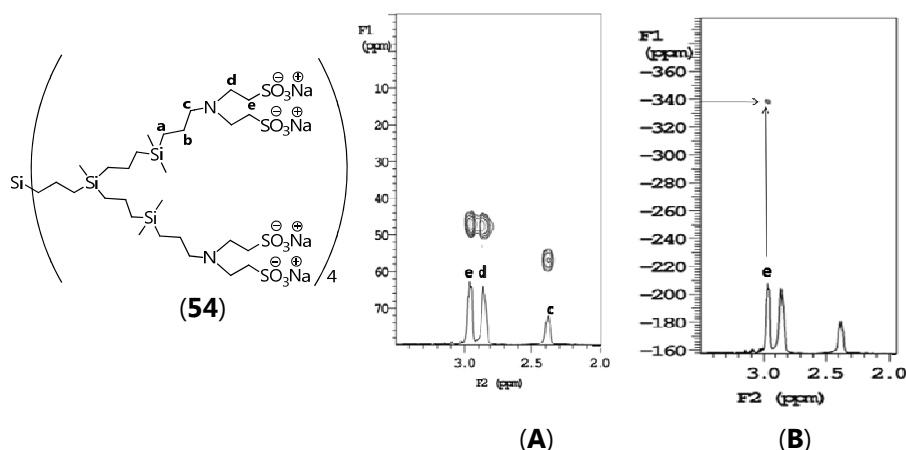 d
⊖ ⊕
SO3Na
c
e
N
⊖ ⊕
SO3Na
a
b
Si
Si
Si
Si
⊖ ⊕
SO3Na
N
⊖ ⊕
SO3Na
4
(54)
F1
(ppm)
10
20
30
40
50
60
70
e d
c
3.0 2.5 2.0
F2 (ppm)
(A)
F1
(ppm)
-360
-340
-320
-300
-280
-260
-240
-220
-200
-180
-160
e
3.0 2.5 2.0
F2 (ppm)
(B)